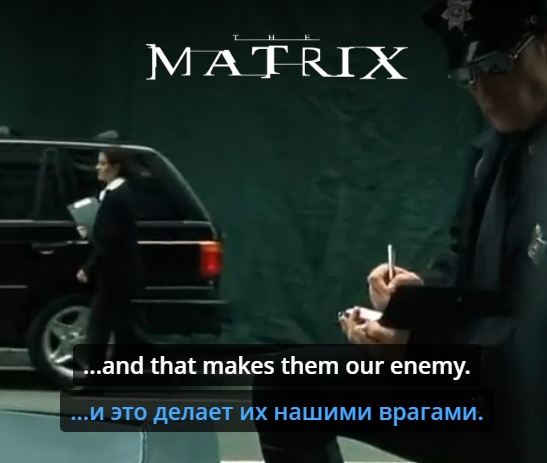 THE
MATRIX
...and that makes them our enemy.
...и это делает их нашими врагами.